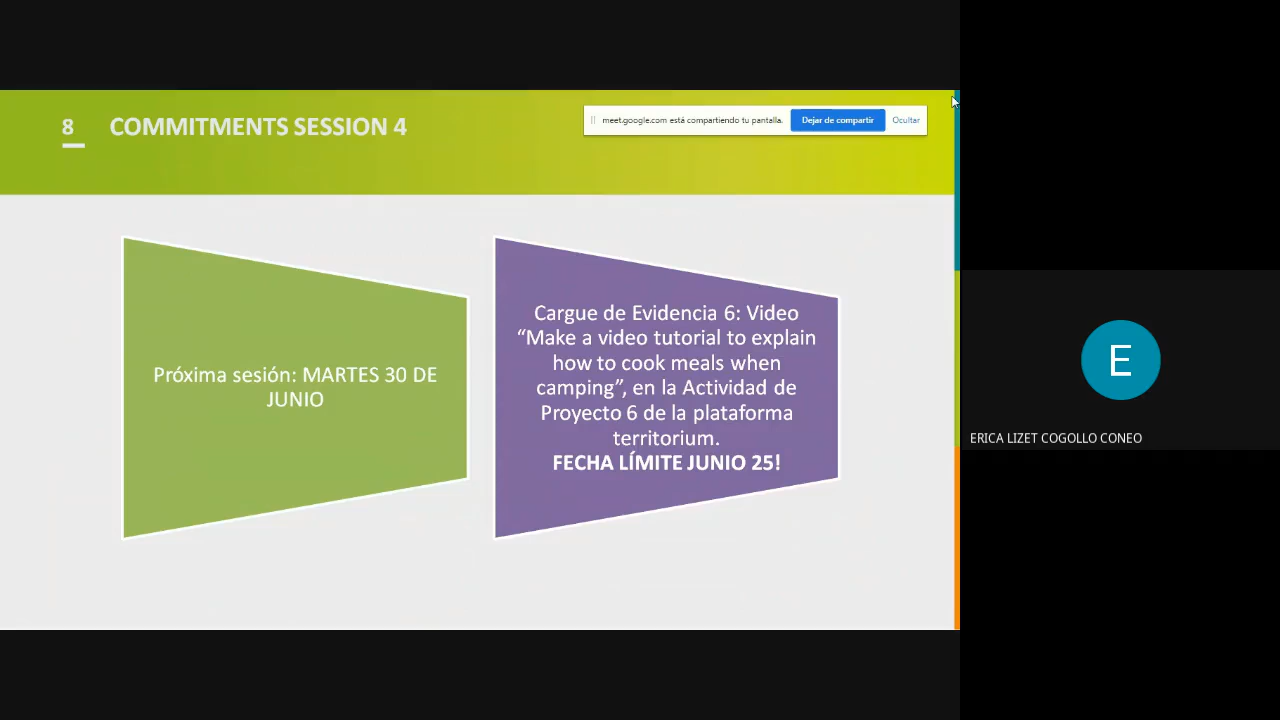 8 COMMITMENTS SESSION 4
meet.google.com está compartiendo tu pantalla. Dejar de compartir Ocultar
Próxima sesión: MARTES 30 DE
JUNIO
Cargue de Evidencia 6: Video
“Make a video tutorial to explain
how to cook meals when
camping”, en la Actividad de
Proyecto 6 de la plataforma
territorium.
FECHA LÍMITE JUNIO 25!
E
ERICA LIZET COGOLLO CONEO